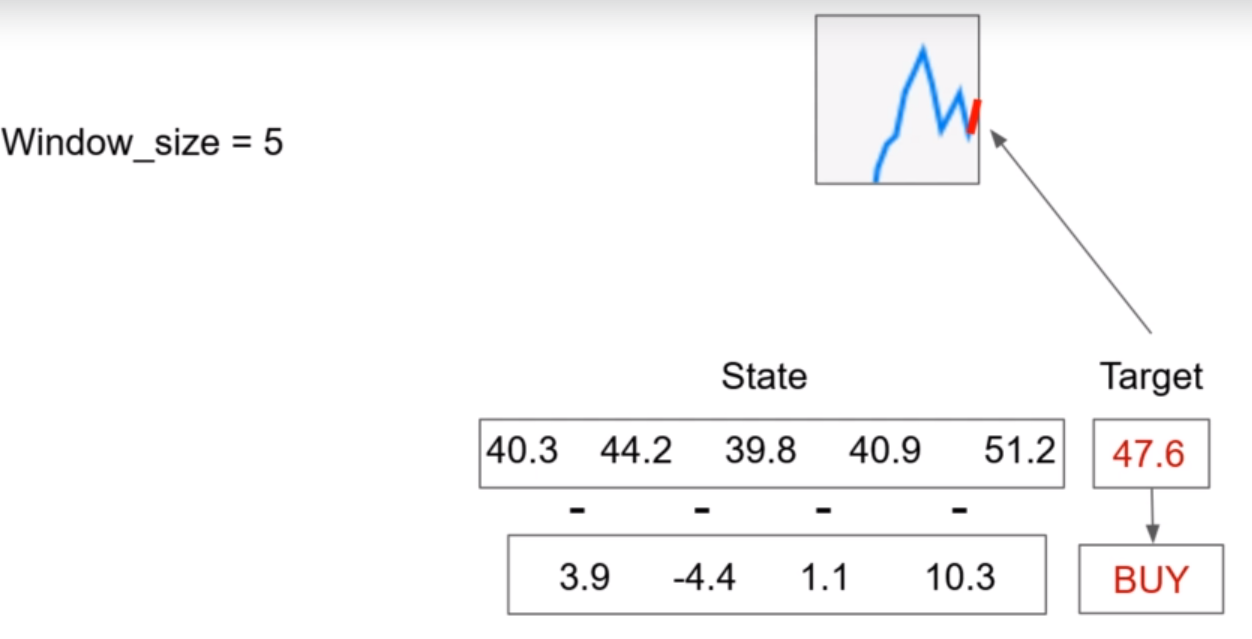 Window_size = 5
State Target
40.3 44.2 39.8 40.9 51.2 47.6
- - - -
3.9 -4.4 1.1 10.3 BUY